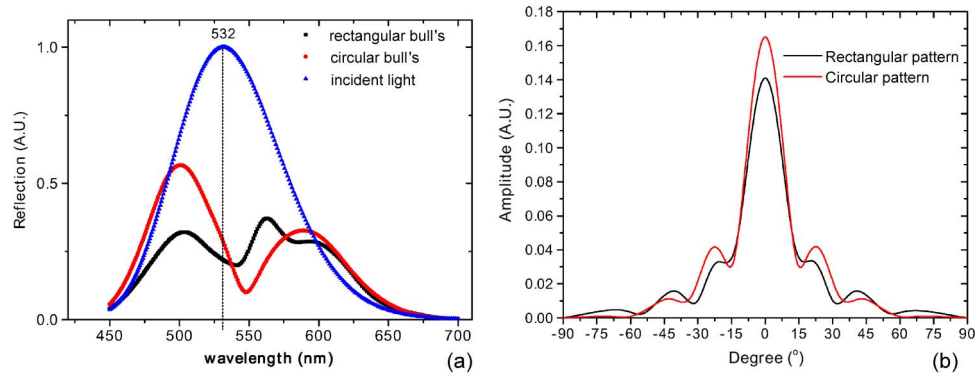 532
rectangular bull's
circular bull's
incident light
1.0
0.5
0.0
Reflection (A.U.)
450 500 550 600 650 700
wavelength (nm)
(a)
0.18
0.16
0.14
0.12
0.10
0.08
0.06
0.04
0.02
0.00
Amplitude (A.U.)
Rectangular pattern
Circular pattern
-90 -75 -60 -45 -30 -15 0 15 30 45 60 75 90
Degree (°)
(b)